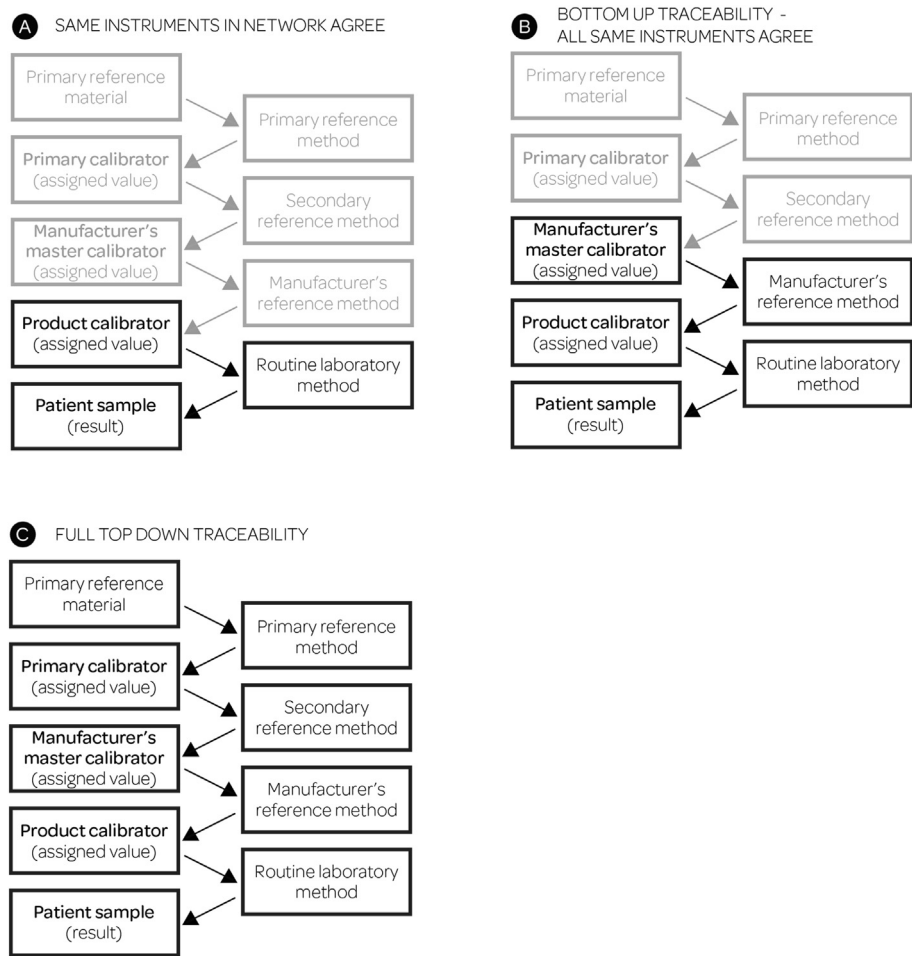 A SAME INSTRUMENTS IN NETWORK AGREE
Primary reference
material
Primary reference
method
Primary calibrator
(assigned value)
Secondary
reference method
Manufacturer's
master calibrator
(assigned value)
Manufacturer's
reference method
Product calibrator
(assigned value)
Routine laboratory
method
Patient sample
(result)
B BOTTOM UP TRACEABILITY -
ALL SAME INSTRUMENTS AGREE
Primary reference
material
Primary reference
method
Primary calibrator
(assigned value)
Secondary
reference method
Manufacturer's
master calibrator
(assigned value)
Manufacturer's
reference method
Product calibrator
(assigned value)
Routine laboratory
method
Patient sample
(result)
C FULL TOP DOWN TRACEABILITY
Primary reference
material
Primary reference
method
Primary calibrator
(assigned value)
Secondary
reference method
Manufacturer's
master calibrator
(assigned value)
Manufacturer's
reference method
Product calibrator
(assigned value)
Routine laboratory
method
Patient sample
(result)